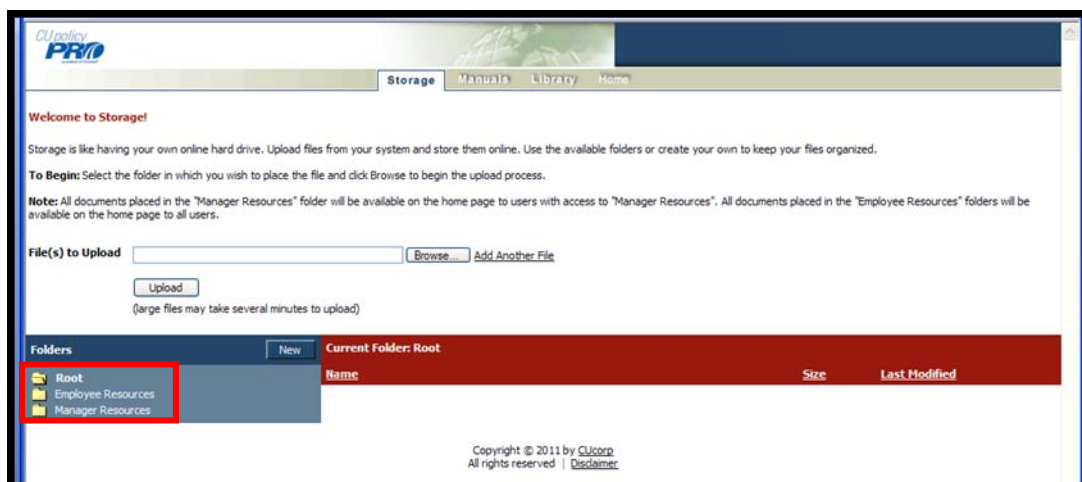 CU policy
PRO
Storage Manuals Library Home
Welcome to Storage!
Storage is like having your own online hard drive. Upload files from your system and store them online. Use the available folders or create your own to keep your files organized.
To Begin: Select the folder in which you wish to place the file and click Browse to begin the upload process.
Note: All documents placed in the "Manager Resources" folder will be available on the home page to users with access to "Manager Resources". All documents placed in the "Employee Resources" folders will be
available on the home page to all users.
File(s) to Upload Browse... Add Another File
Upload
(large files may take several minutes to upload)
Folders New Current Folder: Root
Name Size Last Modified
Root
Employee Resources
Manager Resources
Copyright © 2011 by CUcorp
All rights reserved | Disclaimer